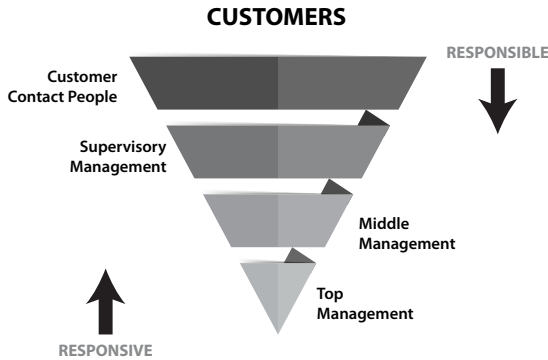 CUSTOMERS
RESPONSIBLE
Customer
Contact People
Supervisory
Management
Middle
Management
Top
Management
RESPONSIVE